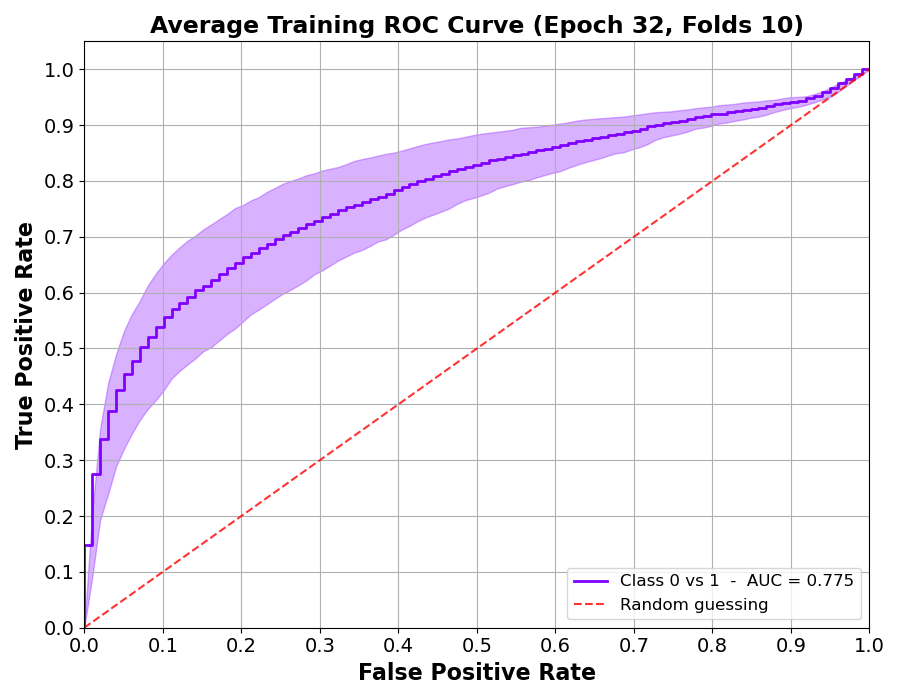 Average Training ROC Curve (Epoch 32, Folds 10)
True Positive Rate
1.0
0.9
0.8
0.7
0.6
0.5
0.4
0.3
0.2
0.1
0.0
Class 0 vs 1 - AUC = 0.775
Random guessing
0.0 0.1 0.2 0.3 0.4 0.5 0.6 0.7 0.8 0.9 1.0
False Positive Rate